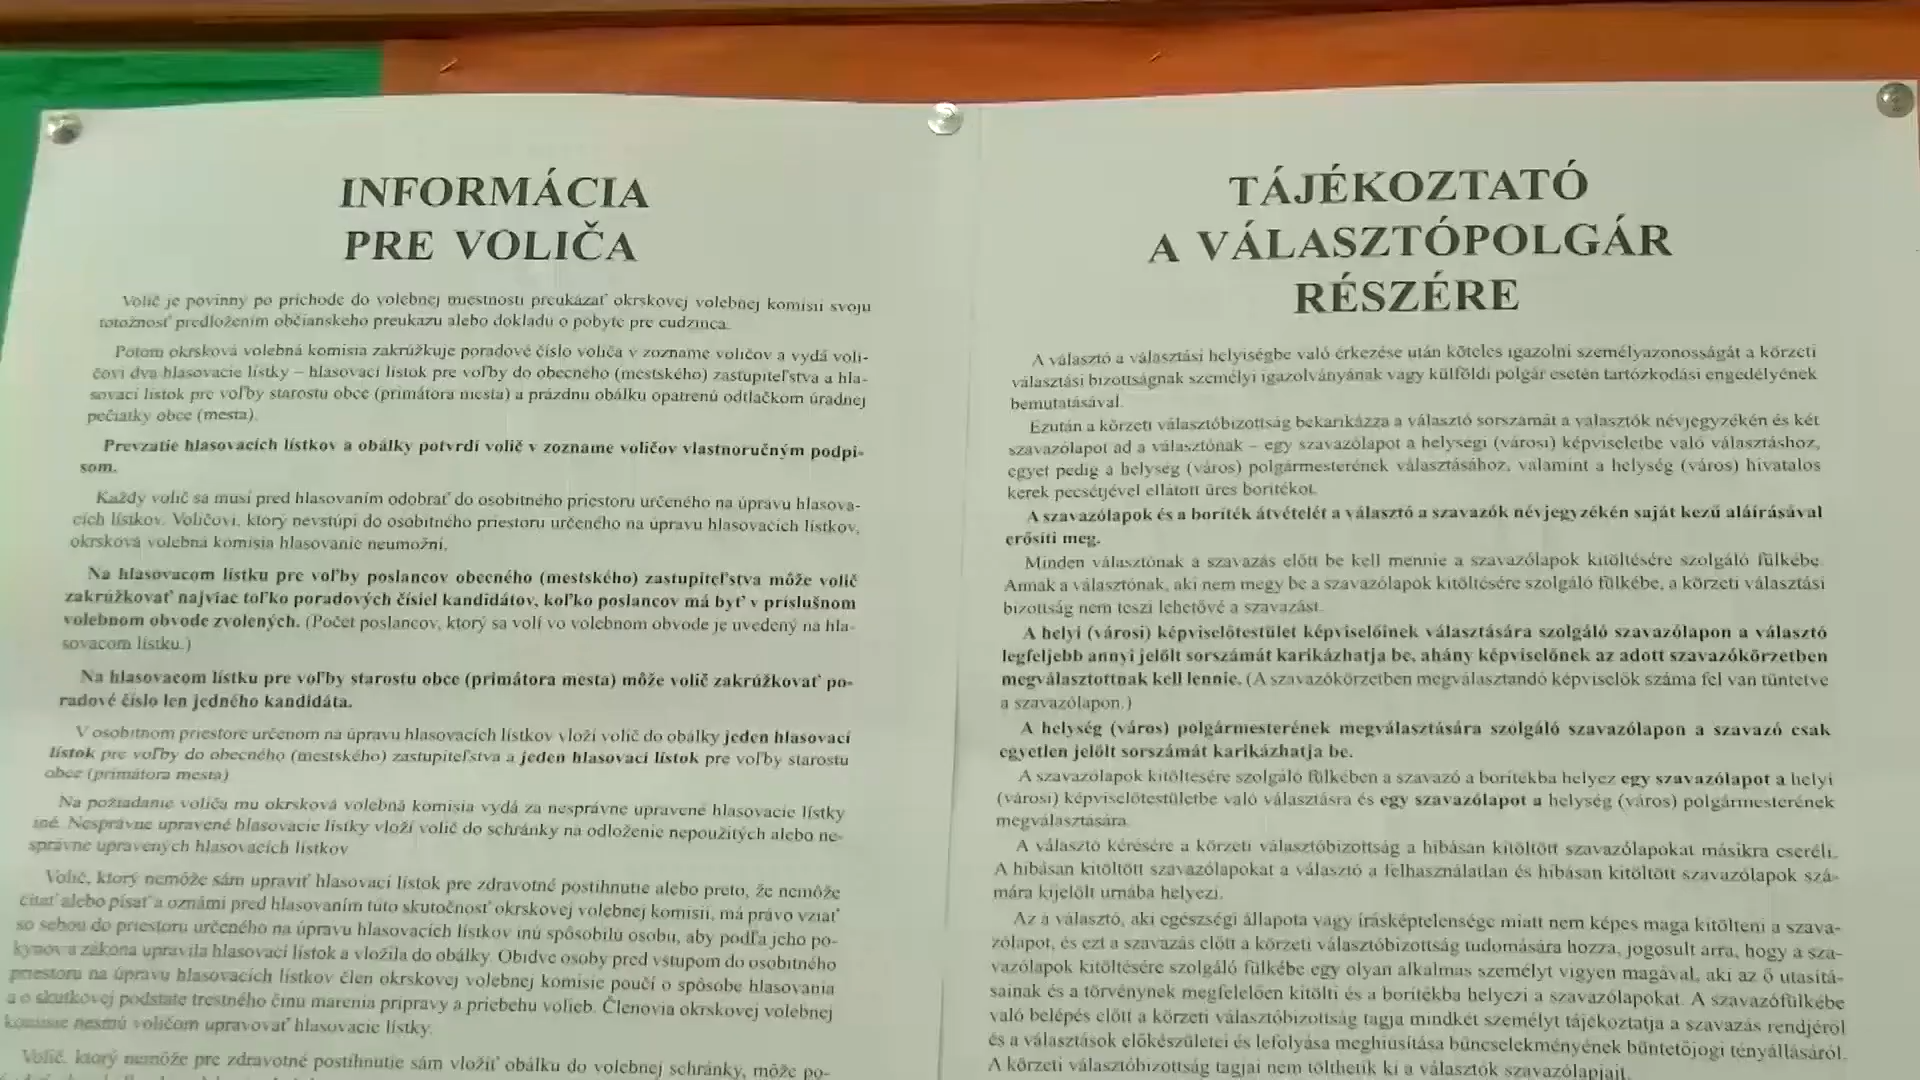 INFORMÁCIA
PRE VOLIČA
Volič je povinný po príchode do volebnej miestnosti preukázať okrskovej volebnej komisii svoju
totožnosť predložením občianskeho preukazu alebo dokladu o pobyte pre cudzinca.
Potom okrsková volebná komisia zakrúžkuje poradové číslo voliča v zozname voličov a vydá voli-
čovi dva hlasovacie lístky – hlasovací lístok pre voľby do obecného (mestského) zastupiteľstva a hla-
sovací lístok pre voľby starostu obce (primátora mesta) a prázdnu obálku opatrenú odtlačkom úradnej
pečiatky obce (mesta).
Prevzatie hlasovacích lístkov a obálky potvrdí volič v zozname voličov vlastnoručným podpi-
som.
Každý volič sa musí pred hlasovaním odobrať do osobitného priestoru určeného na úpravu hlasova-
cích lístkov. Voličovi, ktorý nevstúpi do osobitného priestoru určeného na úpravu hlasovacích lístkov,
okrsková volebná komisia hlasovanie neumožní.
Na hlasovacom lístku pre voľby poslancov obecného (mestského) zastupiteľstva môže volič
zakrúžkovať najviac toľko poradových čísiel kandidátov, koľko poslancov má byť v príslušnom
volebnom obvode zvolených. (Počet poslancov, ktorý sa volí vo volebnom obvode je uvedený na hla-
sovacom lístku.)
Na hlasovacom lístku pre voľby starostu obce (primátora mesta) môže volič zakrúžkovať po-
radové číslo len jedného kandidáta.
V osobitnom priestore určenom na úpravu hlasovacích lístkov vloží volič do obálky jeden hlasovací
lístok pre voľby do obecného (mestského) zastupiteľstva a jeden hlasovací lístok pre voľby starostu
obce (primátora mesta)
Na požiadanie voliča mu okrsková volebná komisia vydá za nesprávne upravené hlasovacie lístky
iné. Nesprávne upravené hlasovacie lístky vloží volič do schránky na odloženie nepoužitých alebo ne-
správne upravených hlasovacích lístkov
Volič, ktorý nemôže sám upraviť hlasovací lístok pre zdravotné postihnutie alebo preto, že nemôže
čítať alebo písať a oznámi pred hlasovaním túto skutočnosť okrskovej volebnej komisii, má právo vziať
so sebou do priestoru určeného na úpravu hlasovacích lístkov inú spôsobilú osobu, aby podľa jeho po-
kynov a zákona upravila hlasovací lístok a vložila do obálky. Obidve osoby pred vstupom do osobitného
priestoru na úpravu hlasovacích lístkov člen okrskovej volebnej komisie poučí o spôsobe hlasovania
a o skutkovej podstate trestného činu marenia prípravy a priebehu volieb. Členovia okrskovej volebnej
komisie nesmú voličom upravovať hlasovacie lístky.
Volič, ktorý nemôže pre zdravotné postihnutie sám vložiť obálku do volebnej schránky, môže po-
TÁJÉKOZTATÓ
A VÁLASZTÓPOLGÁR
RÉSZÉRE
A választó a választási helyiségbe való érkezése után köteles igazolni személyazonosságát a körzeti
választási bizottságnak személyi igazolványának vagy külföldi polgár esetén tartózkodási engedélyének
bemutatásával.
Ezután a körzeti választóbizottság bekarikázza a választó sorszámát a választók névjegyzékén és két
szavazólapot ad a választónak – egy szavazólapot a helységi (városi) képviseletbe való választáshoz,
egyet pedig a helység (város) polgármesterének választásához, valamint a helység (város) hivatalos
kerek pecsétjével ellátott üres borítékot.
A szavazólapok és a boríték átvételét a választó a szavazók névjegyzékén saját kezű aláírásával
erősíti meg.
Minden választónak a szavazás előtt be kell mennie a szavazólapok kitöltésére szolgáló fülkébe.
Annak a választónak, aki nem megy be a szavazólapok kitöltésére szolgáló fülkébe, a körzeti választási
bizottság nem teszi lehetővé a szavazást.
A helyi (városi) képviselőtestület képviselőinek választására szolgáló szavazólapon a választó
legfeljebb annyi jelölt sorszámát karikázhatja be, ahány képviselőnek az adott szavazókörzetben
megválasztottnak kell lennie. (A szavazókörzetben megválasztandó képviselők száma fel van tüntetve
a szavazólapon.)
A helység (város) polgármesterének megválasztására szolgáló szavazólapon a szavazó csak
egyetlen jelölt sorszámát karikázhatja be.
A szavazólapok kitöltésére szolgáló fülkében a szavazó a borítékba helyez egy szavazólapot a helyi
(városi) képviselőtestületbe való választásra és egy szavazólapot a helység (város) polgármesterének
megválasztására.
A választó kérésére a körzeti választóbizottság a hibásan kitöltött szavazólapokat másikra cseréli.
A hibásan kitöltött szavazólapokat a választó a felhasználatlan és hibásan kitöltött szavazólapok szá-
mára kijelölt urnába helyezi.
Az a választó, aki egészségi állapota vagy írásképtelensége miatt nem képes maga kitölteni a szava-
zólapot, és ezt a szavazás előtt a körzeti választóbizottság tudomására hozza, jogosult arra, hogy a sza-
vazólapok kitöltésére szolgáló fülkébe egy olyan alkalmas személyt vigyen magával, aki az ő utasítá-
sainak és a törvénynek megfelelően kitölti és a borítékba helyezi a szavazólapokat. A szavazófülkébe
való belépés előtt a körzeti választóbizottság tagja mindkét személyt tájékoztatja a szavazás rendjéről
és a választások előkészületei és lefolyása meghiusítása bűncselekményének büntetőjogi tényállásáról.
A körzeti választóbizottság tagjai nem tölthetik ki a választók szavazólapjait.